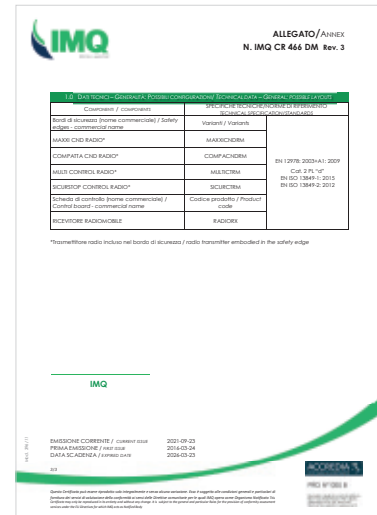 IMQ
ALLEGATO/ANNEX
N. IMQ CR 466 DM Rev. 3
1.0 DATI TECNICI – GENERALITÀ: POSSIBILI CONFIGURAZIONI/ TECHNICAL DATA – GENERAL: POSSIBLE LAYOUTS
COMPONENTI / COMPONENTS
SPECIFICHE TECNICHE/NORME DI RIFERIMENTO
TECHNICAL SPECIFICATION/STANDARDS
Bordi di sicurezza (nome commerciale) / Safety
edges - commercial name
Varianti / Variants
MAXXI CND RADIO*
MAXXICNDRM
COMPATTA CND RADIO*
COMPACNDRM
MULTI CONTROL RADIO*
MULTICTRM
SICURSTOP CONTROL RADIO*
SICURCTRM
Scheda di controllo (nome commerciale) /
Control board - commercial name
Codice prodotto / Product
code
RICEVITORE RADIOMOBILE
RADIORX
EN 12978: 2003+A1: 2009
Cat. 2 PL "d"
EN ISO 13849-1: 2015
EN ISO 13849-2: 2012
*Trasmettitore radio incluso nel bordo di sicurezza / radio transmitter embodied in the safety edge
IMQ
EMISSIONE CORRENTE / CURRENT ISSUE 2021-09-23
PRIMA EMISSIONE / FIRST ISSUE 2016-03-24
DATA SCADENZA / EXPIRED DATE 2026-03-23
ACCREDIA